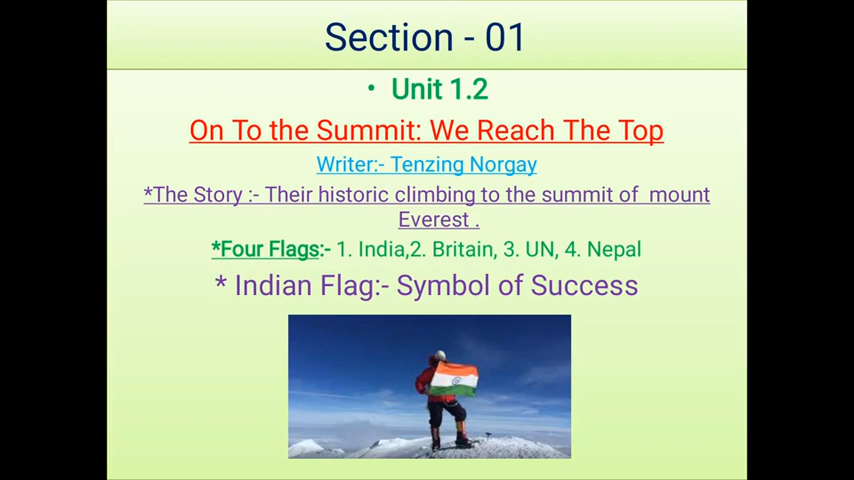 Section - 01
• Unit 1.2
On To the Summit: We Reach The Top
Writer:- Tenzing Norgay
*The Story :- Their historic climbing to the summit of mount
Everest .
*Four Flags:- 1. India,2. Britain, 3. UN, 4. Nepal
* Indian Flag:- Symbol of Success